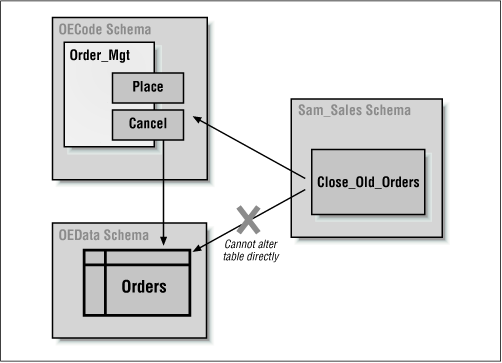 OECode Schema
Order_Mgt
Place
Cancel
Sam_Sales Schema
Close_Old_Orders
OEData Schema
Orders
Cannot alter
table directly